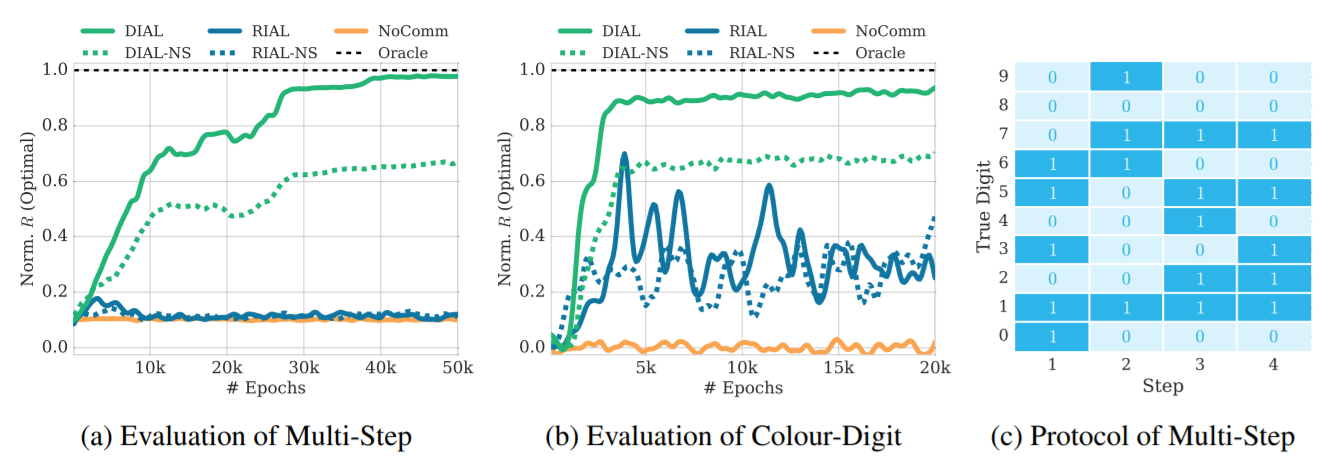 DIAL RIAL NoComm
DIAL-NS RIAL-NS Oracle
1.0
0.8
0.6
0.4
0.2
0.0
Norm. R (Optimal)
10k 20k 30k 40k 50k
# Epochs
(a) Evaluation of Multi-Step
DIAL RIAL NoComm
DIAL-NS RIAL-NS Oracle
1.0
0.8
0.6
0.4
0.2
0.0
Norm. R (Optimal)
5k 10k 15k 20k
# Epochs
(b) Evaluation of Colour-Digit
True Digit
9 0 1 0 0
8 0 0 0 0
7 0 1 1 1
6 1 1 0 0
5 1 0 1 1
4 0 0 1 0
3 1 0 0 1
2 0 0 1 1
1 1 1 1 1
0 1 0 0 0
1 2 3 4
Step
(c) Protocol of Multi-Step